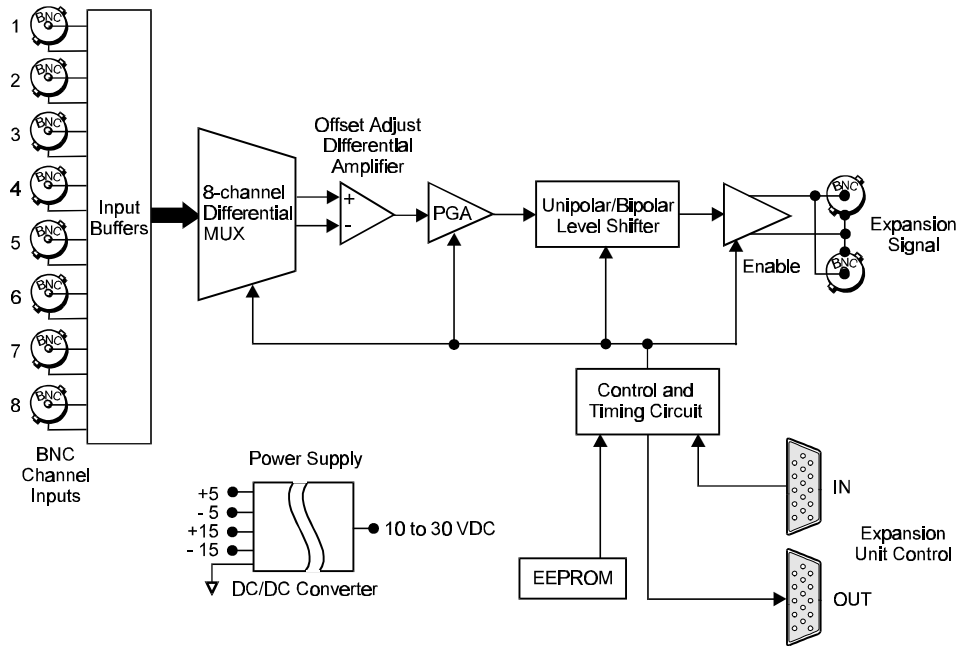 1
BNC
2
BNC
3
BNC
4
BNC
5
BNC
6
BNC
7
BNC
8
BNC
BNC
Channel
Inputs
Input
Buffers
8-channel
Differential
MUX
Offset Adjust
Differential
Amplifier
+
-
PGA
Unipolar/Bipolar
Level Shifter
Enable
BNC
BNC
Expansion
Signal
Control and
Timing Circuit
EEPROM
IN
Expansion
Unit Control
OUT
Power Supply
+5
- 5
+15
- 15
10 to 30 VDC
DC/DC Converter